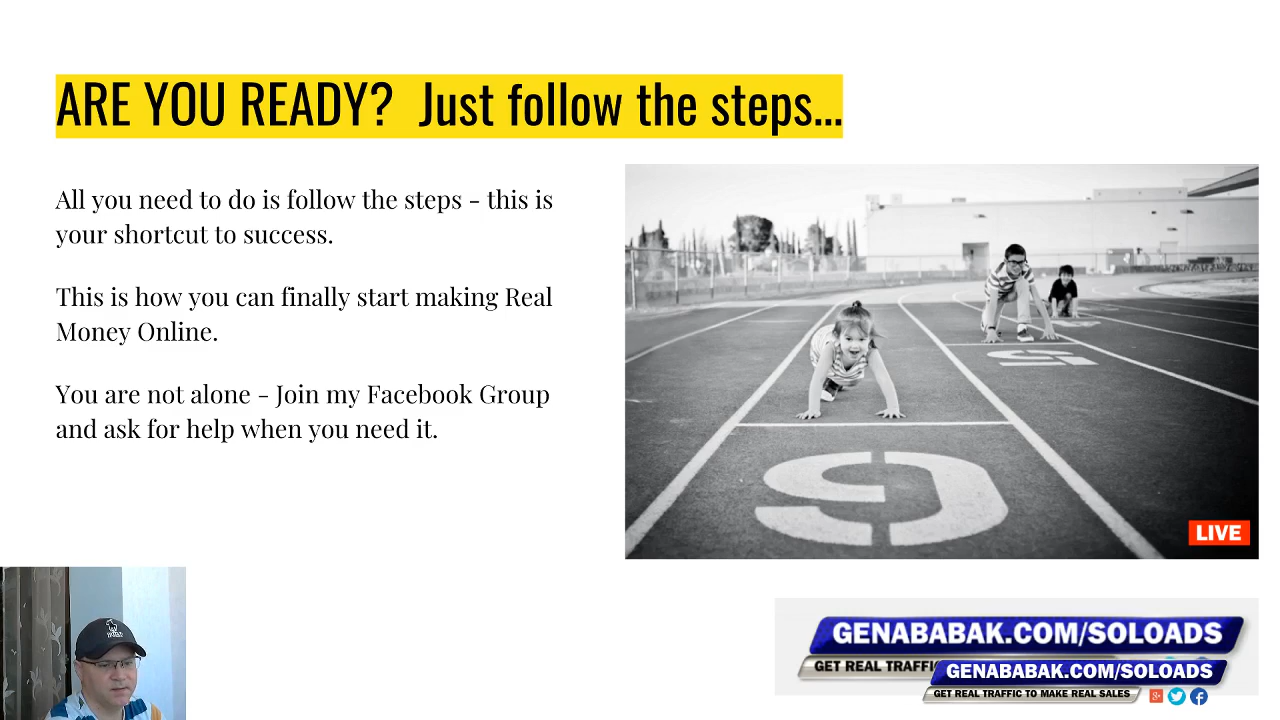 ARE YOU READY? Just follow the steps...
All you need to do is follow the steps - this is
your shortcut to success.
This is how you can finally start making Real
Money Online.
You are not alone - Join my Facebook Group
and ask for help when you need it.
5
9
LIVE
GENABABAK.COM/SOLOADS
GET REAL
GENABABAK.COM/SOLOADS
GET REAL TRAFFIC TO MAKE REAL SALES